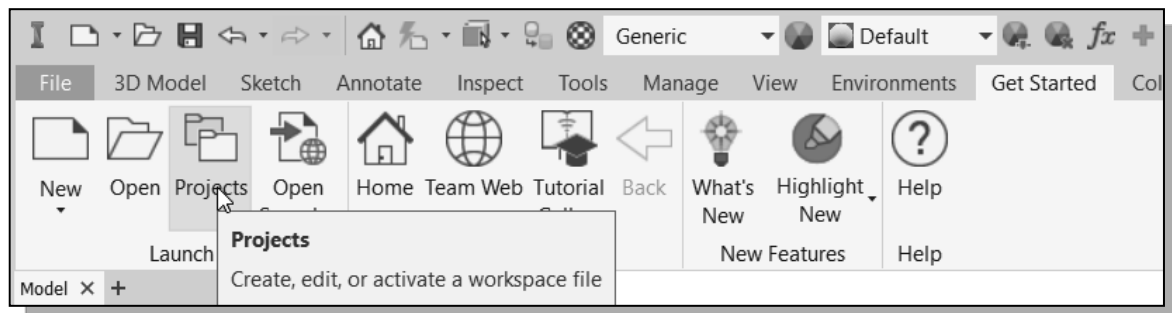 Generic Default fx
File 3D Model Sketch Annotate Inspect Tools Manage View Environments Get Started Col
New Open Projects Open Home Team Web Tutorial Back What's New Highlight New Help
Launch New Features Help
Projects
Create, edit, or activate a workspace file
Model